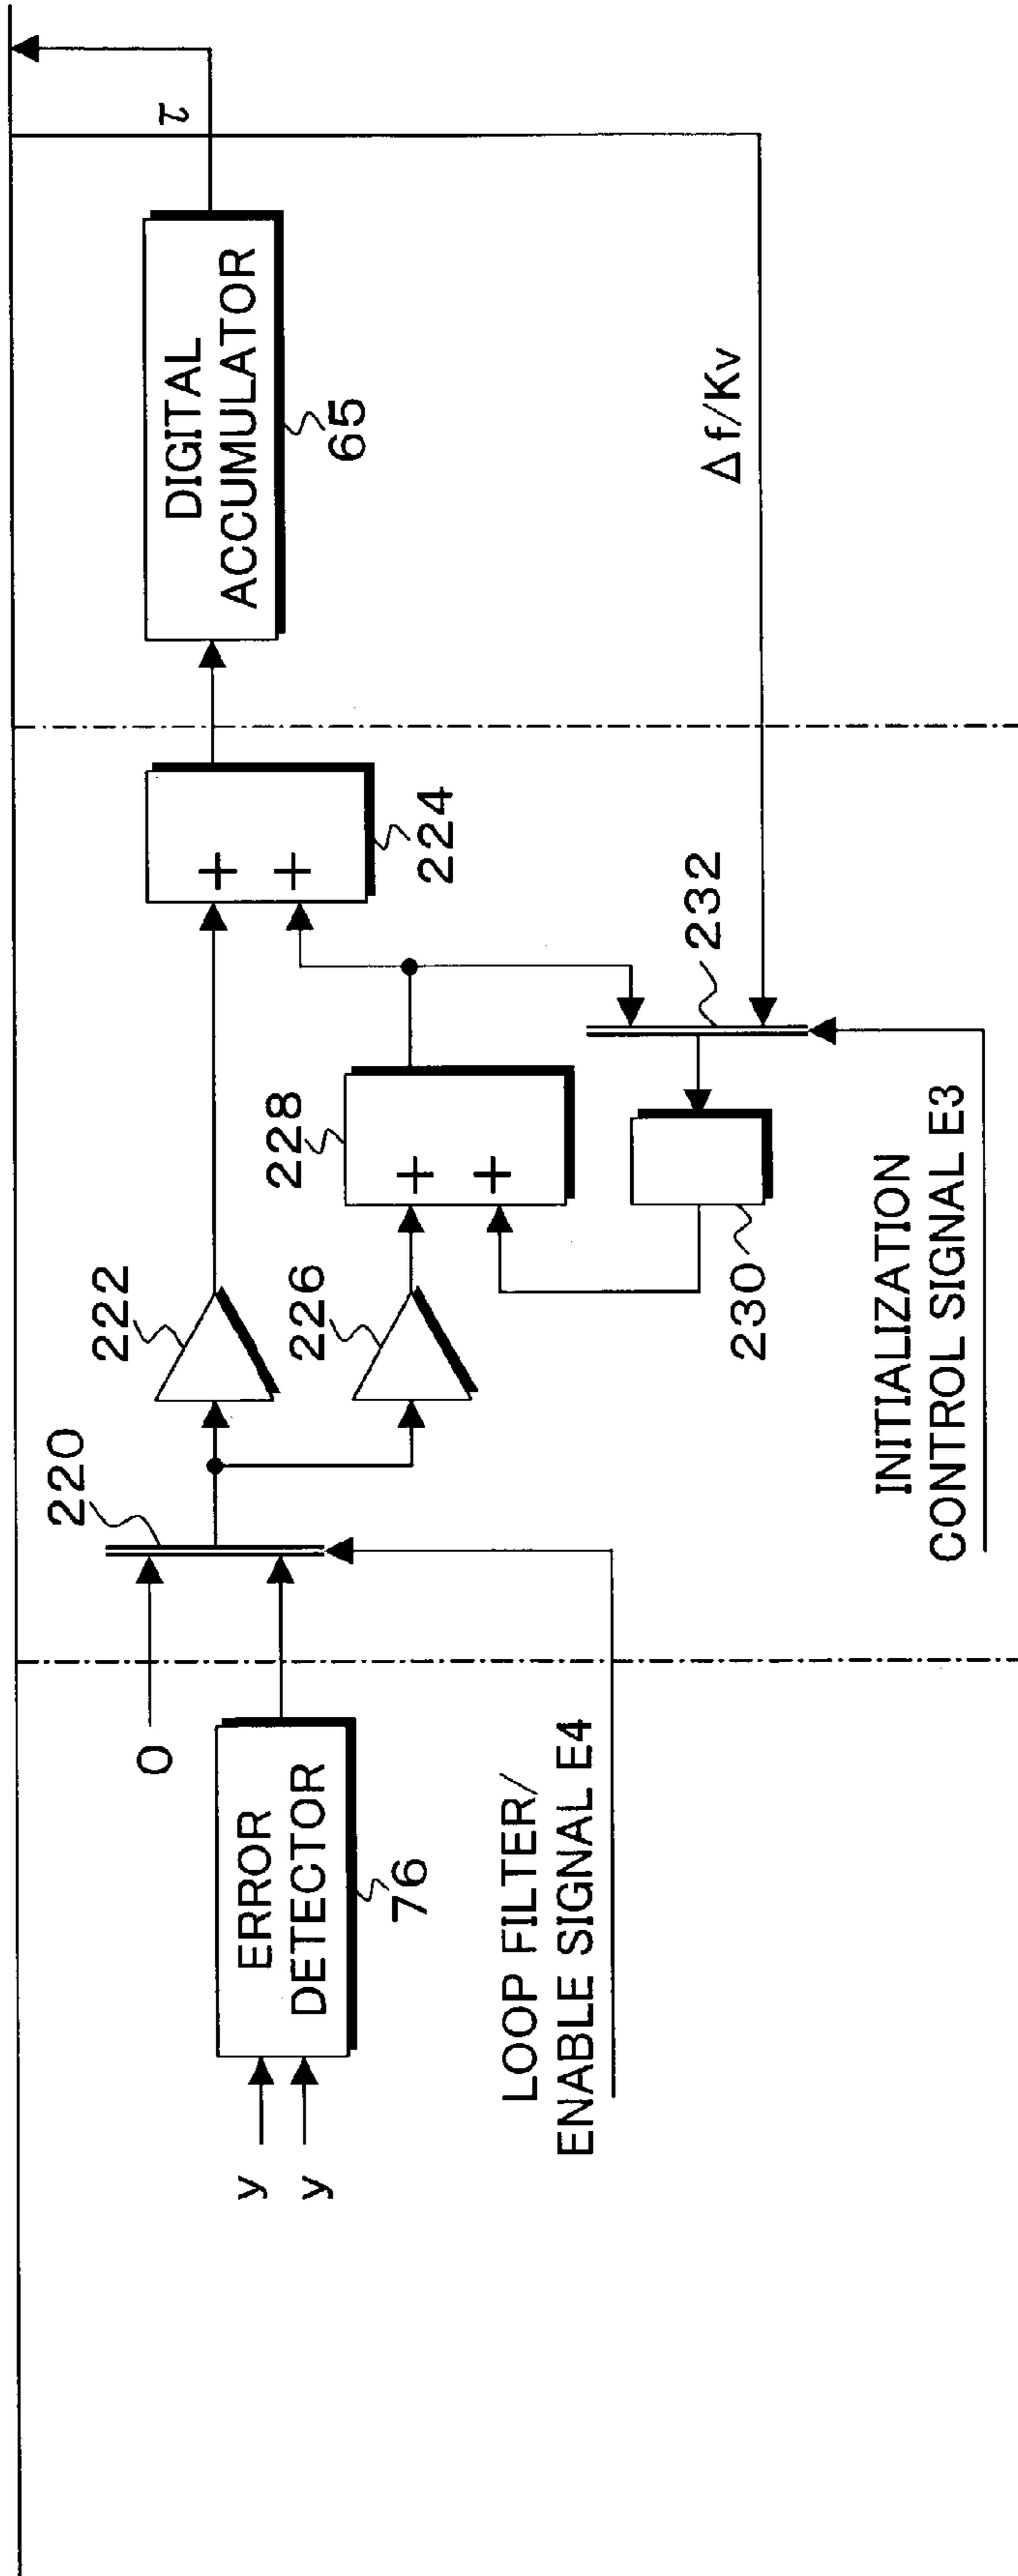 y
y
ERROR
DETECTOR
76
0
LOOP FILTER/
ENABLE SIGNAL E4
220
222
226
228
+
+
230
232
INITIALIZATION
CONTROL SIGNAL E3
+
+
224
Δf/Kv
DIGITAL
ACCUMULATOR
65